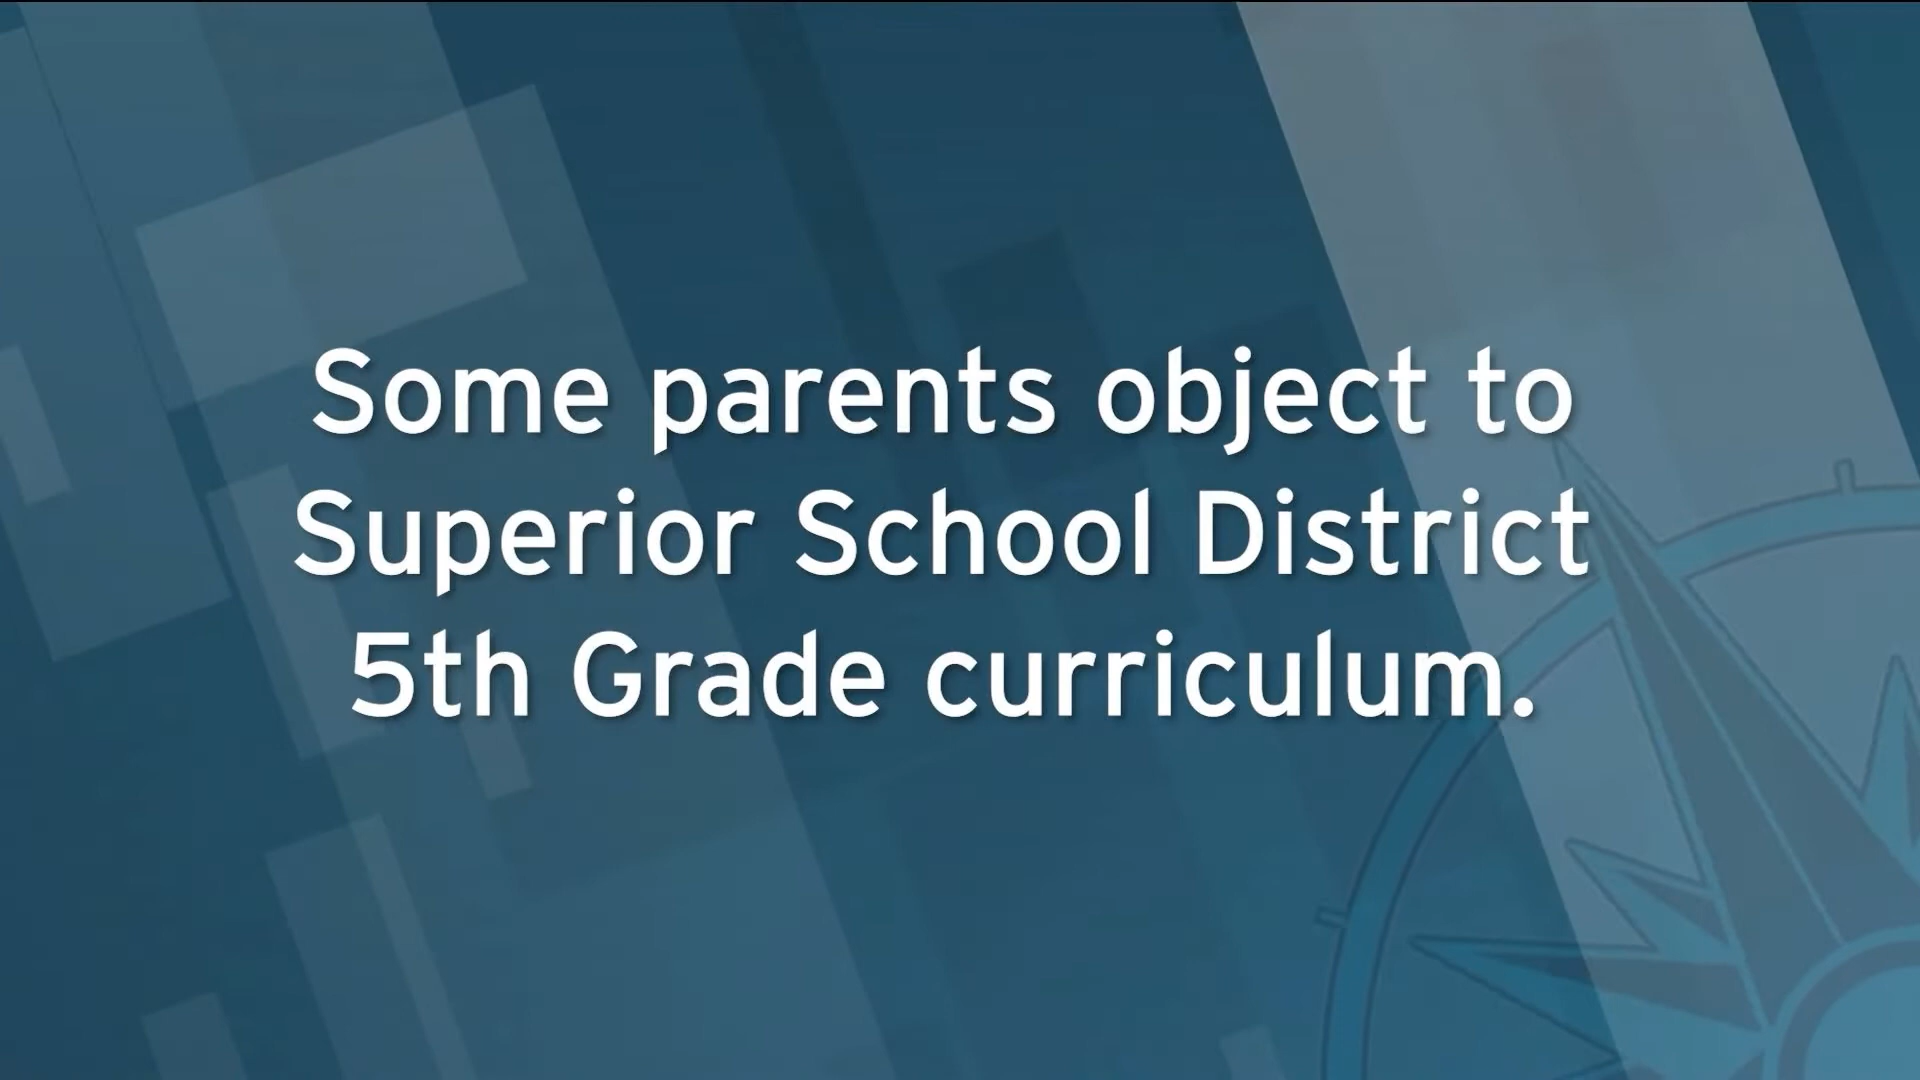 Some parents object to
Superior School District
5th Grade curriculum.